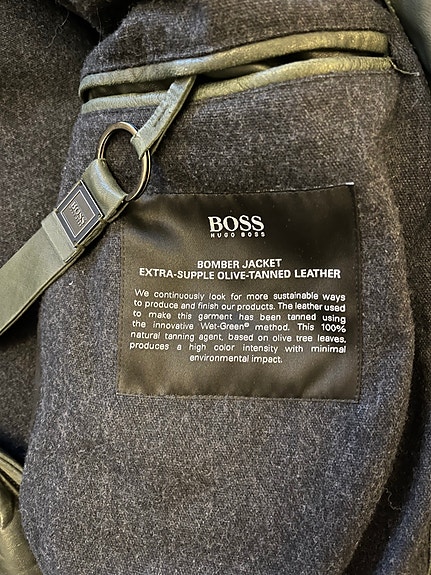 BOSS
BOSS
HUGO BOSS
BOMBER JACKET
EXTRA-SUPPLE OLIVE-TANNED LEATHER
We continuously look for more sustainable ways
to produce and finish our products. The leather used
to make this garment has been tanned using
the innovative Wet-Green® method. This 100%
natural tanning agent, based on olive tree leaves,
produces a high color intensity with minimal
environmental impact.